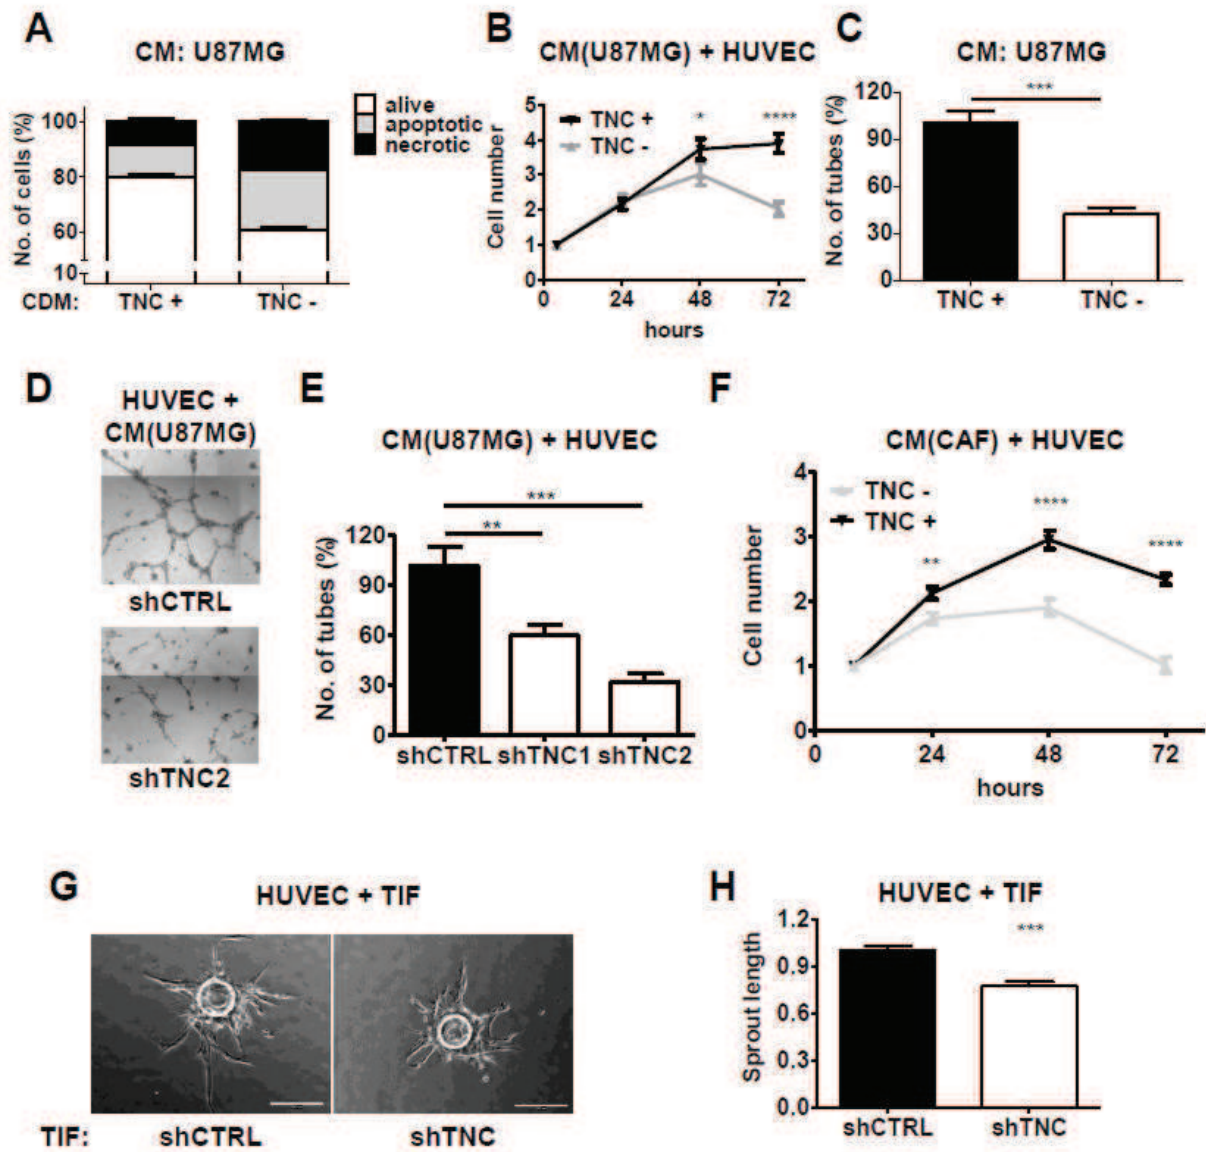 A
CM: U87MG
No. of cells (%)
100
80
60
10
CDM: TNC + TNC -
alive
apoptotic
necrotic
B
CM(U87MG) + HUVEC
Cell number
5
4
3
2
1
0
TNC +
TNC -
*
****
0 24 48 72
hours
C
CM: U87MG
No. of tubes (%)
120
90
60
30
0
***
TNC + TNC -
D
HUVEC +
CM(U87MG)
shCTRL
shTNC2
E
CM(U87MG) + HUVEC
***
**
No. of tubes (%)
120
90
60
30
0
shCTRL shTNC1 shTNC2
F
CM(CAF) + HUVEC
Cell number
4
3
2
1
0
TNC -
TNC +
**
****
****
0 24 48 72
hours
G
HUVEC + TIF
TIF: shCTRL shTNC
H
HUVEC + TIF
***
Sprout length
1.2
0.9
0.6
0.3
0.0
shCTRL shTNC